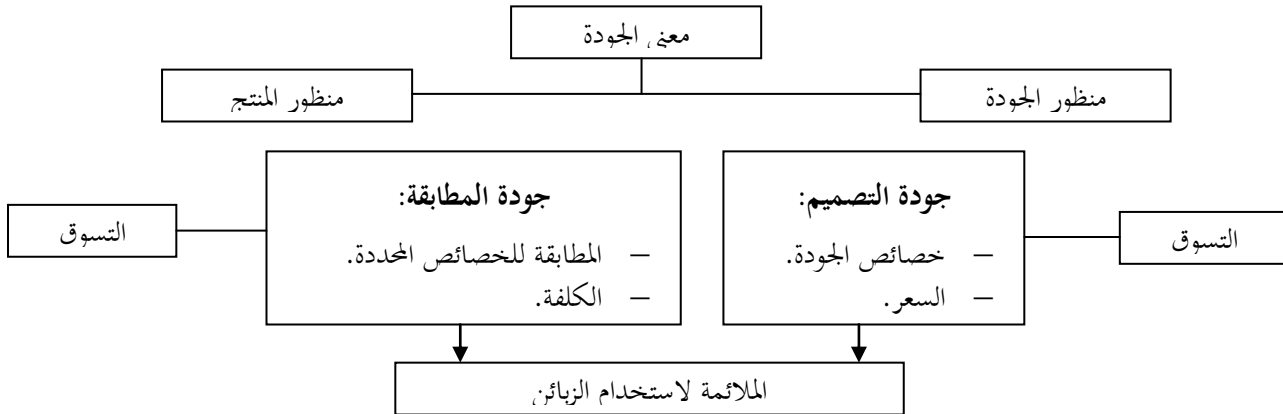 معنى الجودة
منظور الجودة
منظور المنتج
جودة التصميم:
– خصائص الجودة.
– السعر.
جودة المطابقة:
– المطابقة للخصائص المحددة.
– الكلفة.
التسوق
التسوق
الملائمة لاستخدام الزبائن